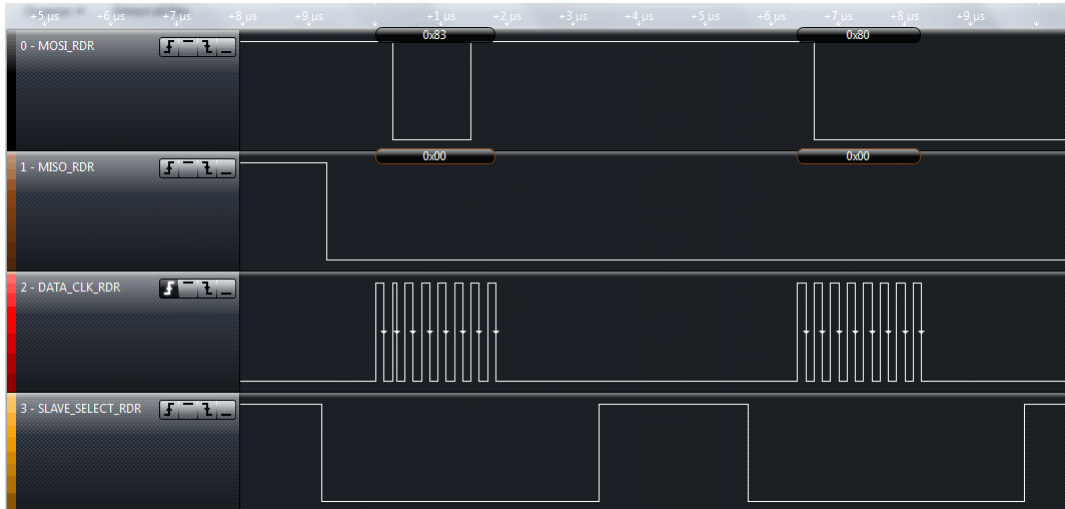 +5 µs +6 µs +7 µs +8 µs +9 µs +1 µs +2 µs +3 µs +4 µs +5 µs +6 µs +7 µs +8 µs +9 µs
0 - MOSI_RDR 0x83 0x80
1 - MISO_RDR 0x00 0x00
2 - DATA_CLK_RDR
3 - SLAVE_SELECT_RDR